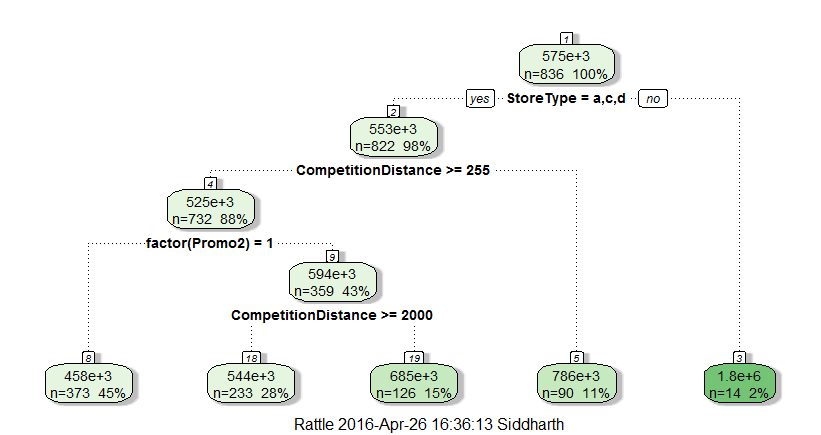 1
575e+3
n=836 100%
yes StoreType = a,c,d no
2
553e+3
n=822 98%
CompetitionDistance >= 255
4
525e+3
n=732 88%
factor(Promo2) = 1
9
594e+3
n=359 43%
CompetitionDistance >= 2000
8 18 19 5 3
458e+3 544e+3 685e+3 786e+3 1.8e+6
n=373 45% n=233 28% n=126 15% n=90 11% n=14 2%
Rattle 2016-Apr-26 16:36:13 Siddharth